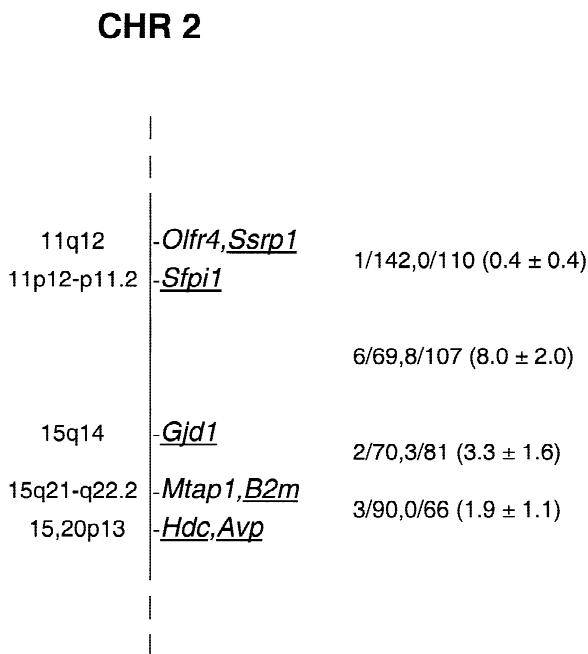 CHR 2
11q12 -Olfr4,Ssrp1
1/142,0/110 (0.4 ± 0.4)
11p12-p11.2 -Sfpi1
6/69,8/107 (8.0 ± 2.0)
15q14 -Gjd1
2/70,3/81 (3.3 ± 1.6)
15q21-q22.2 -Mtap1,B2m
3/90,0/66 (1.9 ± 1.1)
15,20p13 -Hdc,Avp